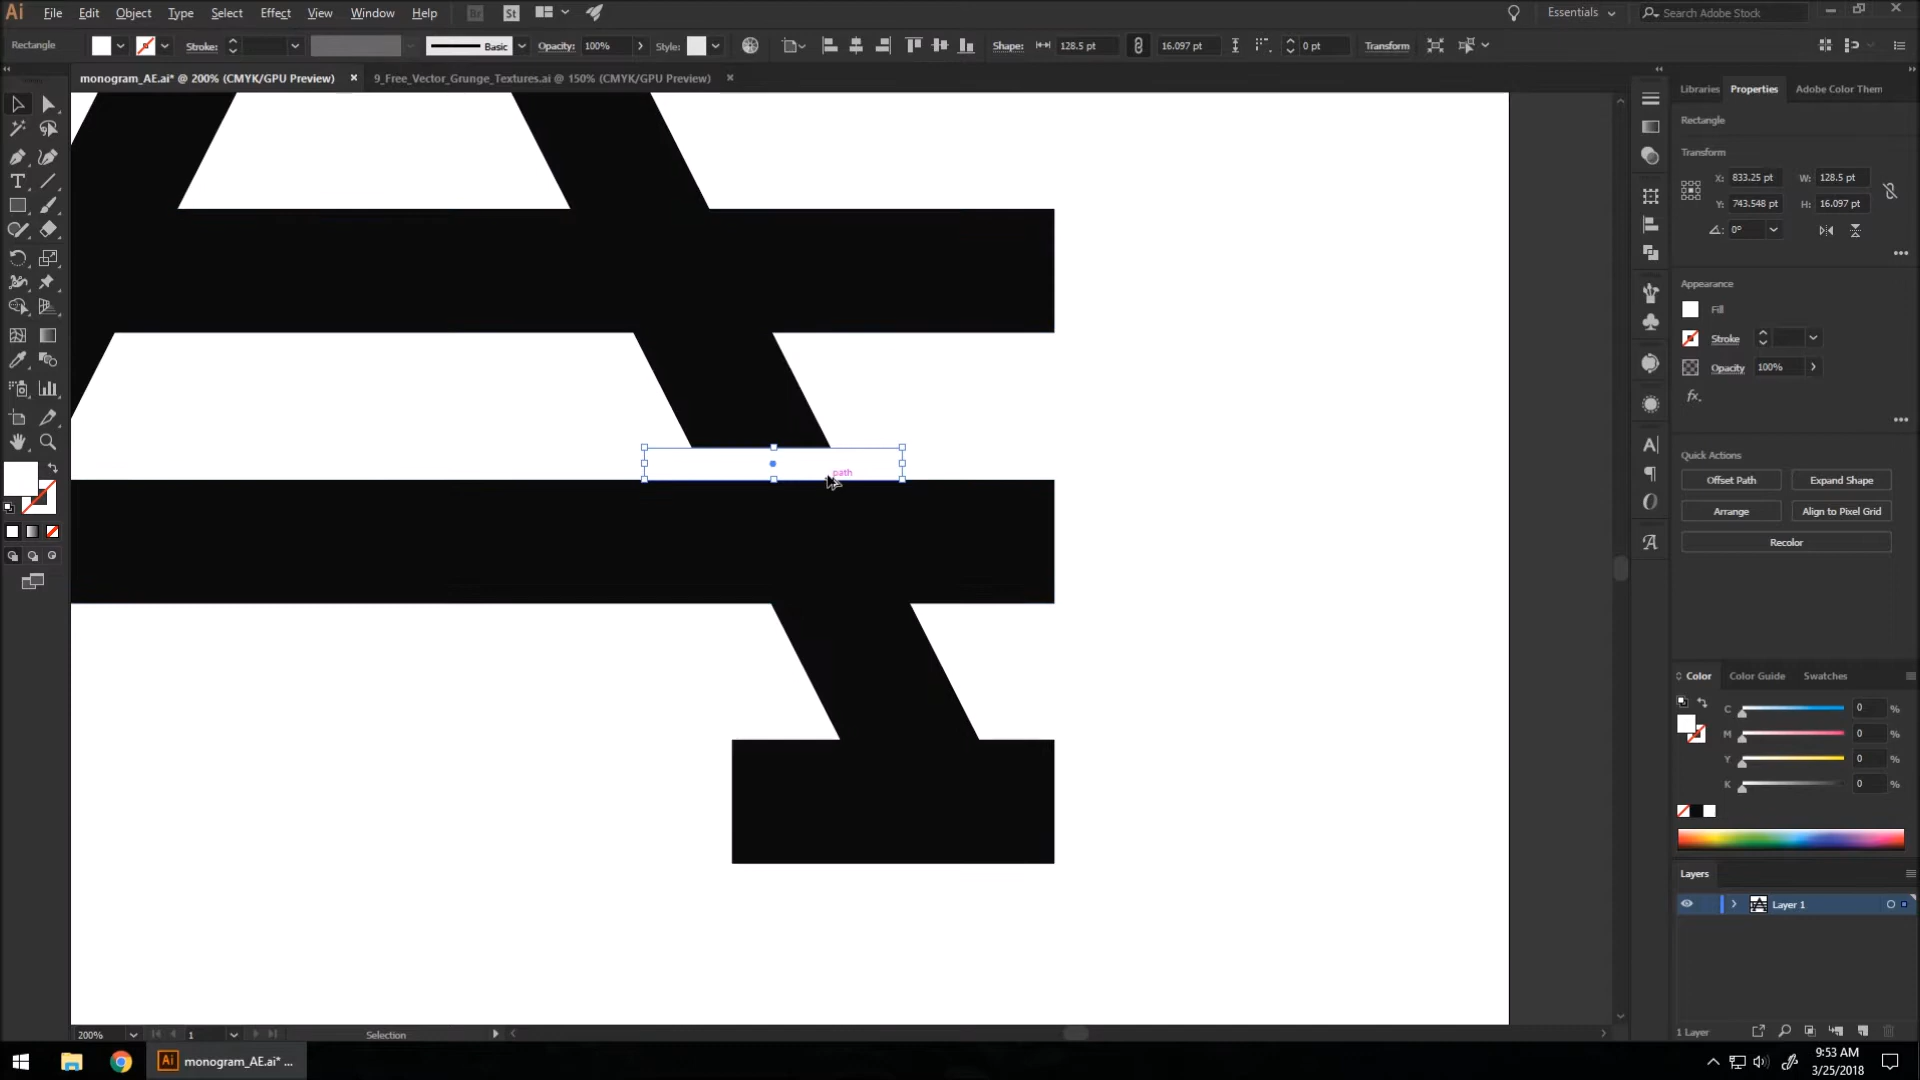 Ai File Edit Object Type Select Effect View Window Help Br St Essentials Search Adobe Stock
Rectangle Stroke: Basic Opacity: 100% Style: Shape: 128.5 pt 16.097 pt 0 pt Transform
monogram_AE.ai* @ 200% (CMYK/GPU Preview) × 9_Free_Vector_Grunge_Textures.ai @ 150% (CMYK/GPU Preview) ×
Libraries Properties Adobe Color Them
Rectangle
Transform
X: 833.25 pt W: 128.5 pt
Y: 743.548 pt H: 16.097 pt
0°
Appearance
Fill
Stroke
Opacity 100%
fx.
Quick Actions
Offset Path Expand Shape
Arrange Align to Pixel Grid
Recolor
path
Color Color Guide Swatches
C 0 %
M 0 %
Y 0 %
K 0 %
Layers
Layer 1
1 Layer
200% 1 Selection
Ai monogram_AE.ai* ...
9:53 AM
3/25/2018